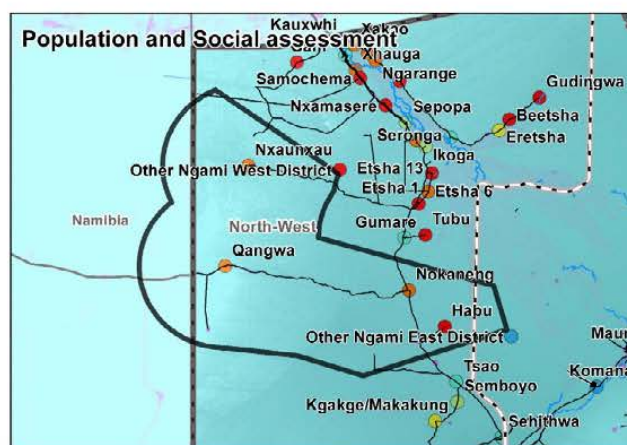 Population and Social assessment
Kauxwhi
Xakao
Xhauga
Samochema
Ngarange
Gudingwa
Nxamasere
Sepopa
Beetsha
Seronga
Eretsha
Nxaunxau
Ikoga
Other Ngami West District
Etsha 13
Etsha 1
Etsha 6
Namibia
North-West
Gumare
Tubu
Qangwa
Nokaneng
Habu
Other Ngami East District
Maun
Tsao
Komana
Semboyo
Kgakge/Makakung
Sehithwa